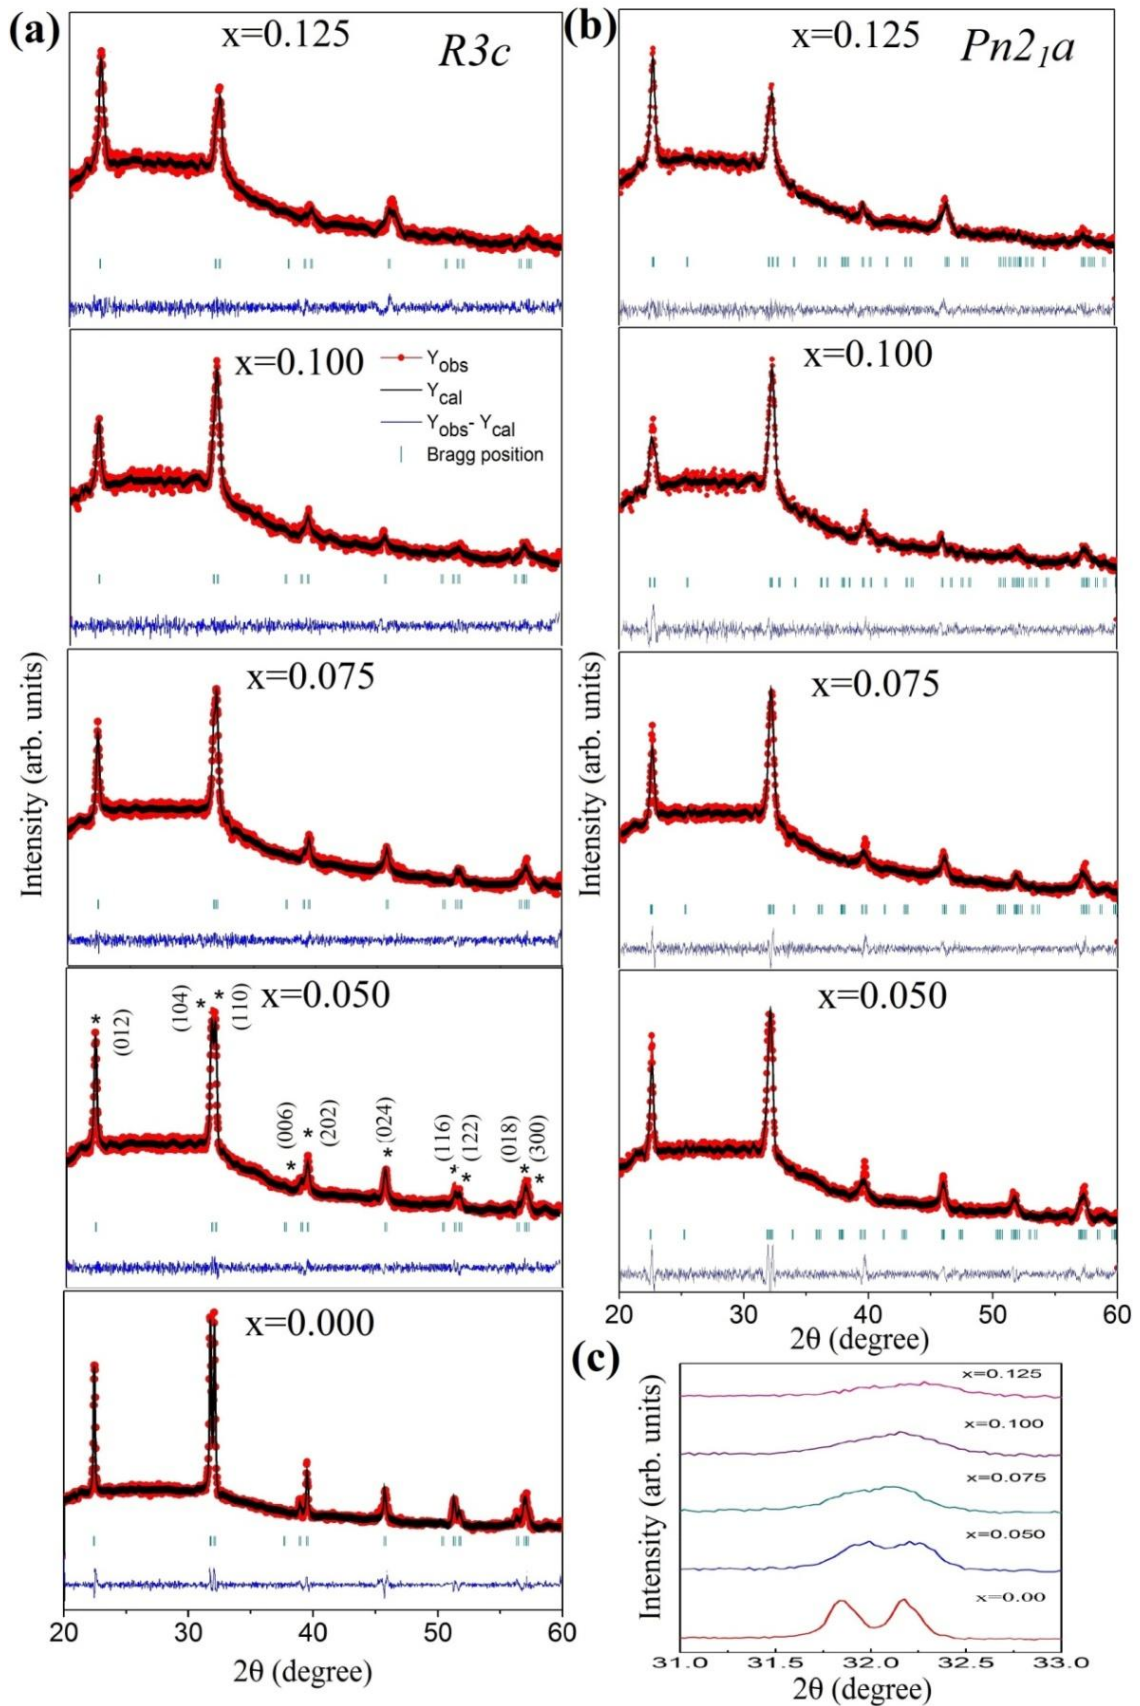 (a)
x=0.125
R3c
x=0.100
Y_obs
Y_cal
Y_obs- Y_cal
Bragg position
x=0.075
x=0.050
(012)
(104)
(110)
(006)
(202)
(024)
(116)
(122)
(018)
(300)
* * * * * * * * * *
x=0.000
Intensity (arb. units)
20 30 40 50 60
2θ (degree)
(b)
x=0.125
Pn2₁a
x=0.100
x=0.075
x=0.050
Intensity (arb. units)
20 30 40 50 60
2θ (degree)
(c)
x=0.125
x=0.100
x=0.075
x=0.050
x=0.00
Intensity (arb. units)
31.0 31.5 32.0 32.5 33.0
2θ (degree)